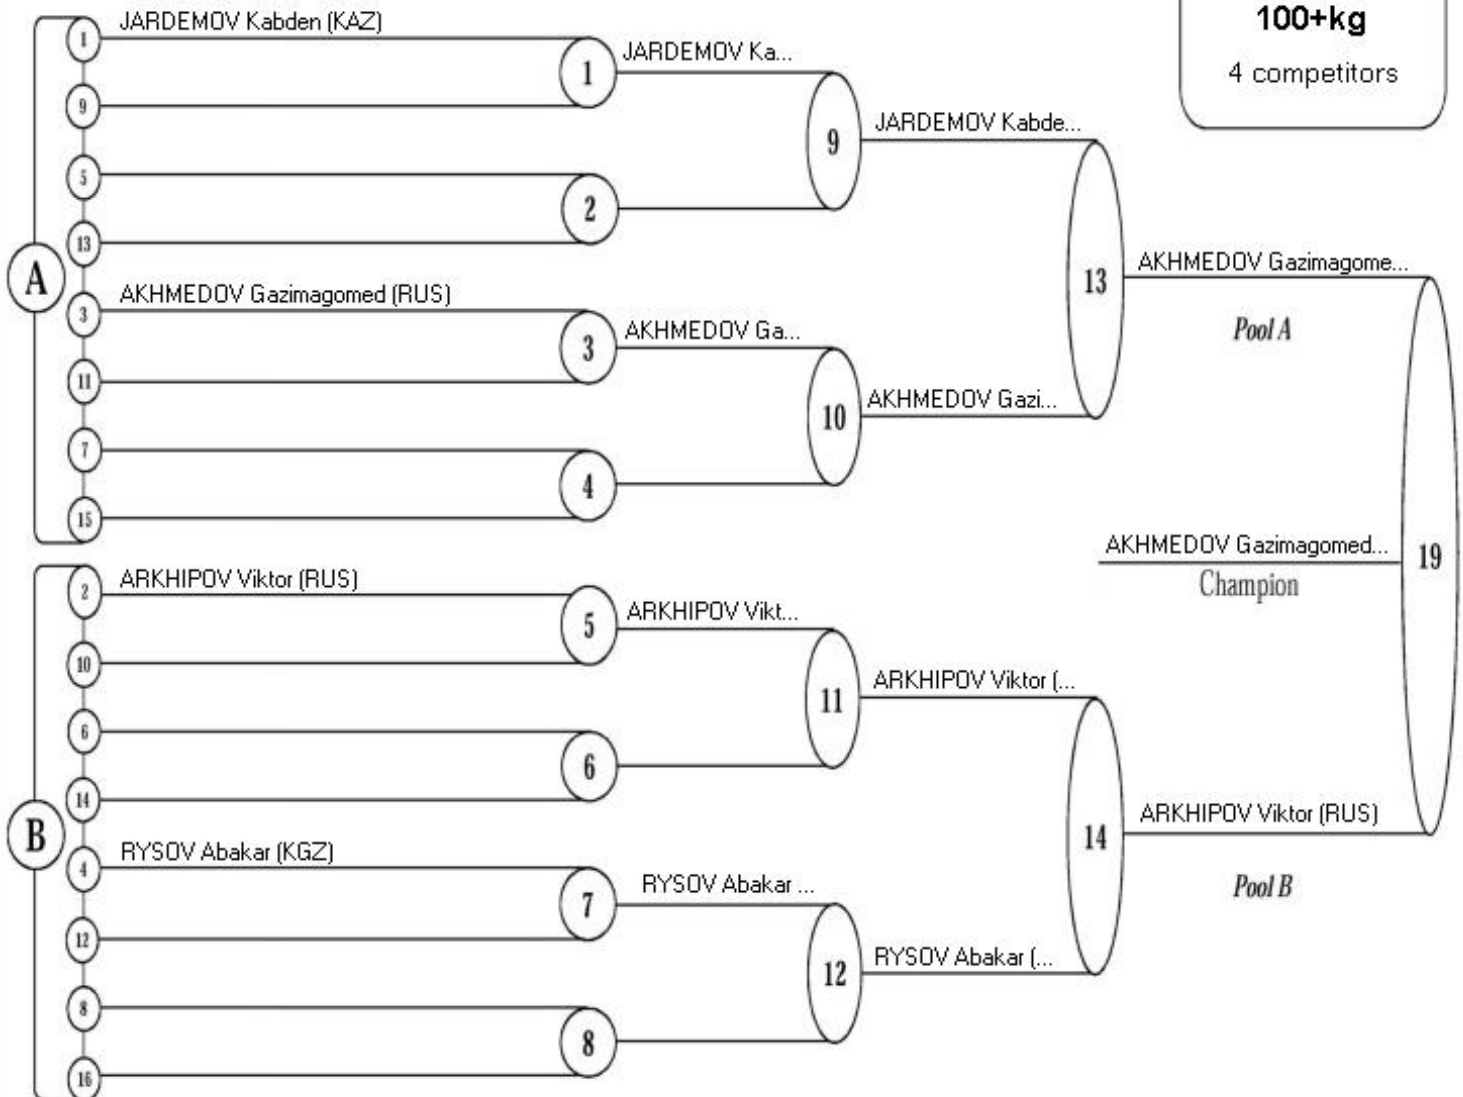 100+kg
4 competitors
A
1
JARDEMOV Kabden (KAZ)
9
5
13
3
AKHMEDOV Gazimagomed (RUS)
11
7
15
1
2
3
4
JARDEMOV Ka...
AKHMEDOV Ga...
9
10
JARDEMOV Kabde...
AKHMEDOV Gazi...
13
AKHMEDOV Gazimagome...
Pool A
B
2
ARKHIPOV Viktor (RUS)
10
6
14
4
RYSOV Abakar (KGZ)
12
8
16
5
6
7
8
ARKHIPOV Vikt...
RYSOV Abakar ...
11
12
ARKHIPOV Viktor (...
RYSOV Abakar (...
14
ARKHIPOV Viktor (RUS)
Pool B
AKHMEDOV Gazimagomed...
Champion
19